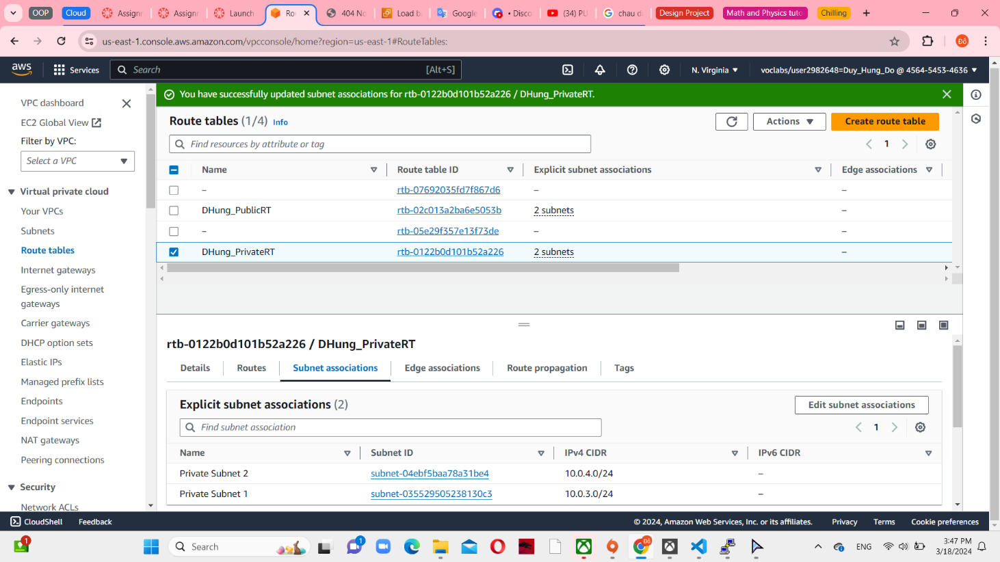 OOP
Cloud
Assignr
Assignr
Launch
Ro
404 No
Load b
Google
• Disco
(34) PU
chau d
Design Project
Math and Physics tuto
Chilling
us-east-1.console.aws.amazon.com/vpcconsole/home?region=us-east-1#RouteTables:
Đỗ
aws
Services
Search
[Alt+S]
N. Virginia
voclabs/user2982648=Duy_Hung_Do @ 4564-5453-4636
VPC dashboard
EC2 Global View
Filter by VPC:
Select a VPC
Virtual private cloud
Your VPCs
Subnets
Route tables
Internet gateways
Egress-only internet
gateways
Carrier gateways
DHCP option sets
Elastic IPs
Managed prefix lists
Endpoints
Endpoint services
NAT gateways
Peering connections
Security
Network ACLs
You have successfully updated subnet associations for rtb-0122b0d101b52a226 / DHung_PrivateRT.
Route tables (1/4) Info
Actions
Create route table
Find resources by attribute or tag
1
Name Route table ID Explicit subnet associations Edge associations
– rtb-07692035fd7f867d6 – –
DHung_PublicRT rtb-02c013a2ba6e5053b 2 subnets –
– rtb-05e29f357e13f73de – –
DHung_PrivateRT rtb-0122b0d101b52a226 2 subnets –
rtb-0122b0d101b52a226 / DHung_PrivateRT
Details Routes Subnet associations Edge associations Route propagation Tags
Explicit subnet associations (2)
Edit subnet associations
Find subnet association
1
Name Subnet ID IPv4 CIDR IPv6 CIDR
Private Subnet 2 subnet-04ebf5baa78a31be4 10.0.4.0/24 –
Private Subnet 1 subnet-035529505238130c3 10.0.3.0/24 –
CloudShell Feedback
© 2024, Amazon Web Services, Inc. or its affiliates. Privacy Terms Cookie preferences
1
Search
1
Đỗ
ENG
3:47 PM
3/18/2024